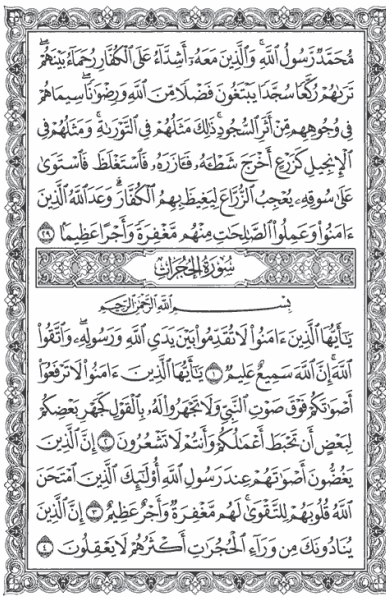 مُّحَمَّدٌ رَّسُولُ ٱللَّهِ وَٱلَّذِينَ مَعَهُۥٓ أَشِدَّآءُ عَلَى ٱلْكُفَّارِ رُحَمَآءُ بَيْنَهُمْ
تَرَىٰهُمْ رُكَّعًا سُجَّدًا يَبْتَغُونَ فَضْلًا مِّنَ ٱللَّهِ وَرِضْوَٰنًا سِيمَاهُمْ
فِى وُجُوهِهِم مِّنْ أَثَرِ ٱلسُّجُودِ ذَٰلِكَ مَثَلُهُمْ فِى ٱلتَّوْرَىٰةِ وَمَثَلُهُمْ فِى
ٱلْإِنجِيلِ كَزَرْعٍ أَخْرَجَ شَطْـَٔهُۥ فَـَٔازَرَهُۥ فَٱسْتَغْلَظَ فَٱسْتَوَىٰ
عَلَىٰ سُوقِهِۦ يُعْجِبُ ٱلزُّرَّاعَ لِيَغِيظَ بِهِمُ ٱلْكُفَّارَ وَعَدَ ٱللَّهُ ٱلَّذِينَ
ءَامَنُوا۟ وَعَمِلُوا۟ ٱلصَّٰلِحَٰتِ مِنْهُم مَّغْفِرَةً وَأَجْرًا عَظِيمًۢا ٢٩
سُورَةُ الحُجُرَاتِ
بِسْمِ ٱللَّهِ ٱلرَّحْمَٰنِ ٱلرَّحِيمِ
يَٰٓأَيُّهَا ٱلَّذِينَ ءَامَنُوا۟ لَا تُقَدِّمُوا۟ بَيْنَ يَدَىِ ٱللَّهِ وَرَسُولِهِۦ وَٱتَّقُوا۟
ٱللَّهَ إِنَّ ٱللَّهَ سَمِيعٌ عَلِيمٌ ١ يَٰٓأَيُّهَا ٱلَّذِينَ ءَامَنُوا۟ لَا تَرْفَعُوٓا۟
أَصْوَٰتَكُمْ فَوْقَ صَوْتِ ٱلنَّبِىِّ وَلَا تَجْهَرُوا۟ لَهُۥ بِٱلْقَوْلِ كَجَهْرِ بَعْضِكُمْ
لِبَعْضٍ أَن تَحْبَطَ أَعْمَٰلُكُمْ وَأَنتُمْ لَا تَشْعُرُونَ ٢ إِنَّ ٱلَّذِينَ
يَغُضُّونَ أَصْوَٰتَهُمْ عِندَ رَسُولِ ٱللَّهِ أُو۟لَٰٓئِكَ ٱلَّذِينَ ٱمْتَحَنَ
ٱللَّهُ قُلُوبَهُمْ لِلتَّقْوَىٰ لَهُم مَّغْفِرَةٌ وَأَجْرٌ عَظِيمٌ ٣ إِنَّ ٱلَّذِينَ
يُنَادُونَكَ مِن وَرَآءِ ٱلْحُجُرَٰتِ أَكْثَرُهُمْ لَا يَعْقِلُونَ ٤